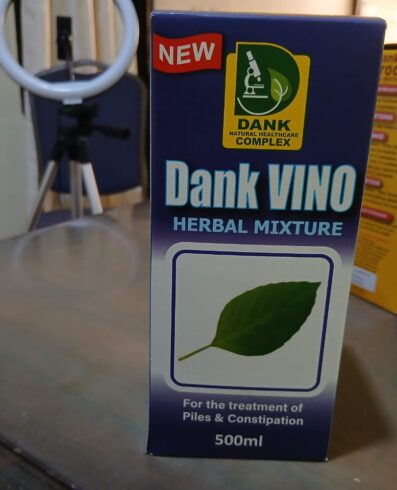 NEW
DANK
NATURAL HEALTHCARE
COMPLEX
Dank VINO
HERBAL MIXTURE
For the treatment of
Piles & Constipation
500ml